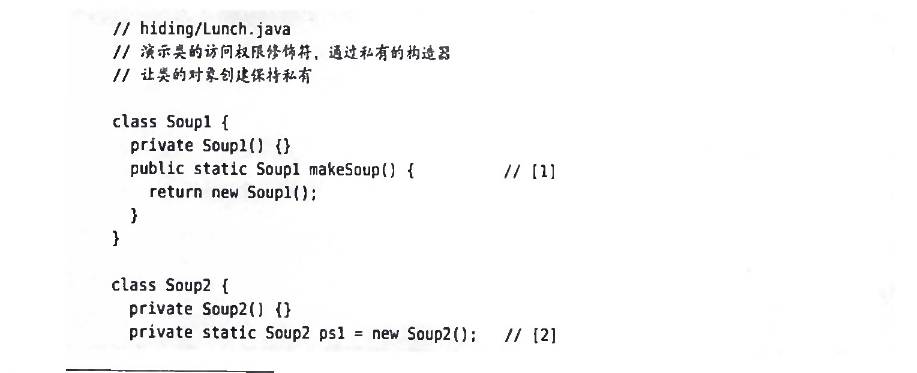 // hiding/Lunch.java
// 演示类的访问权限修饰符，通过私有的构造器
// 让类的对象创建保持私有
class Soup1 {
private Soup1() {}
public static Soup1 makeSoup() { // [1]
return new Soup1();
}
}
class Soup2 {
private Soup2() {}
private static Soup2 ps1 = new Soup2(); // [2]